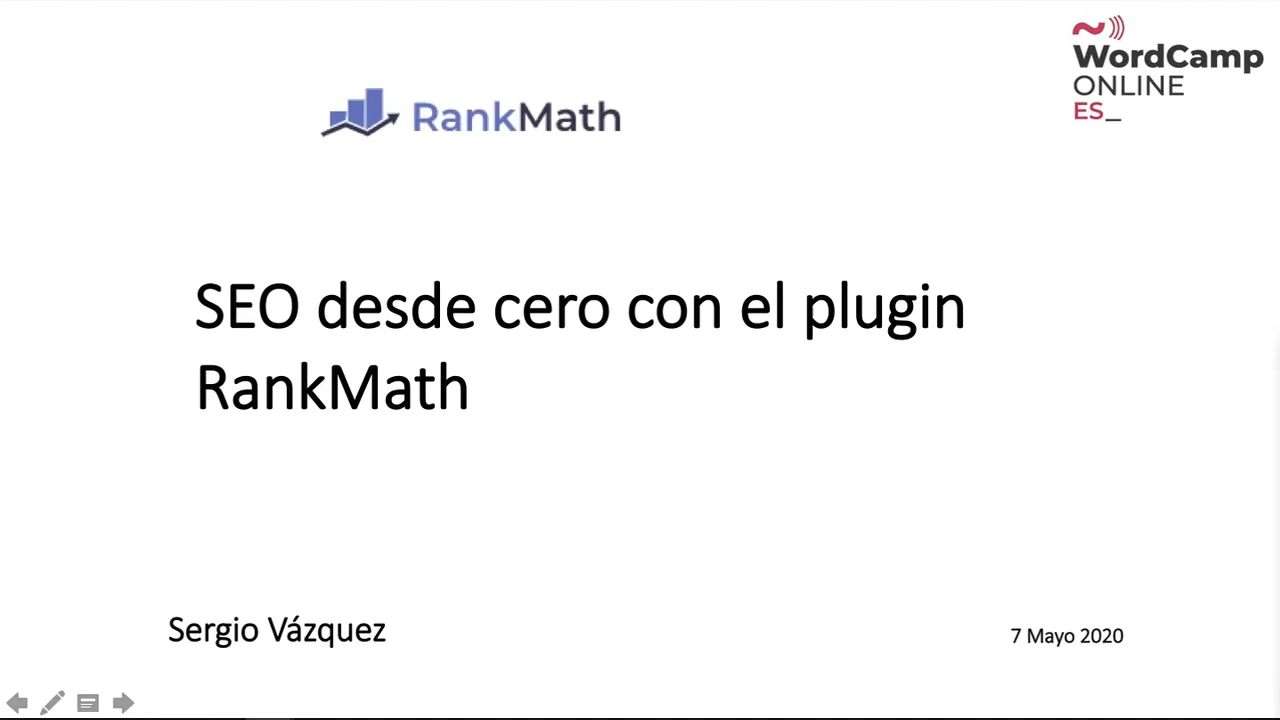 WordCamp
ONLINE
ES_
RankMath
SEO desde cero con el plugin
RankMath
Sergio Vázquez
7 Mayo 2020